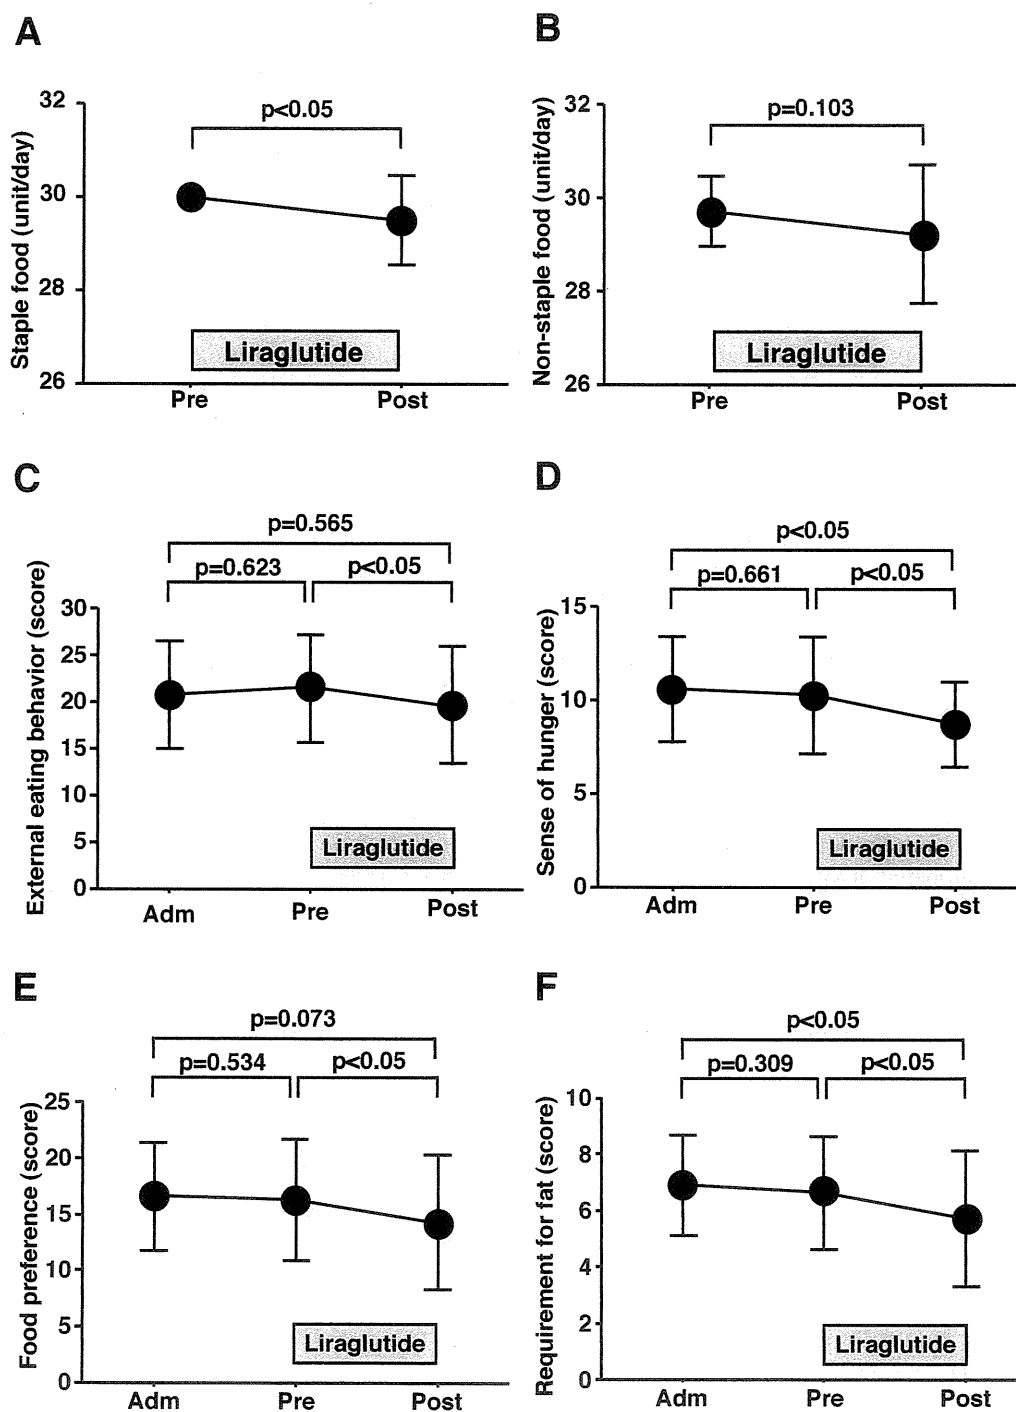 A
Staple food (unit/day)
p<0.05
32
30
28
26
Liraglutide
Pre Post
B
Non-staple food (unit/day)
p=0.103
32
30
28
26
Liraglutide
Pre Post
C
External eating behavior (score)
p=0.565
p=0.623 p<0.05
30
25
20
15
10
5
0
Liraglutide
Adm Pre Post
D
Sense of hunger (score)
p<0.05
p=0.661 p<0.05
15
10
5
0
Liraglutide
Adm Pre Post
E
Food preference (score)
p=0.073
p=0.534 p<0.05
25
20
15
10
5
0
Liraglutide
Adm Pre Post
F
Requirement for fat (score)
p<0.05
p=0.309 p<0.05
10
8
6
4
2
0
Liraglutide
Adm Pre Post